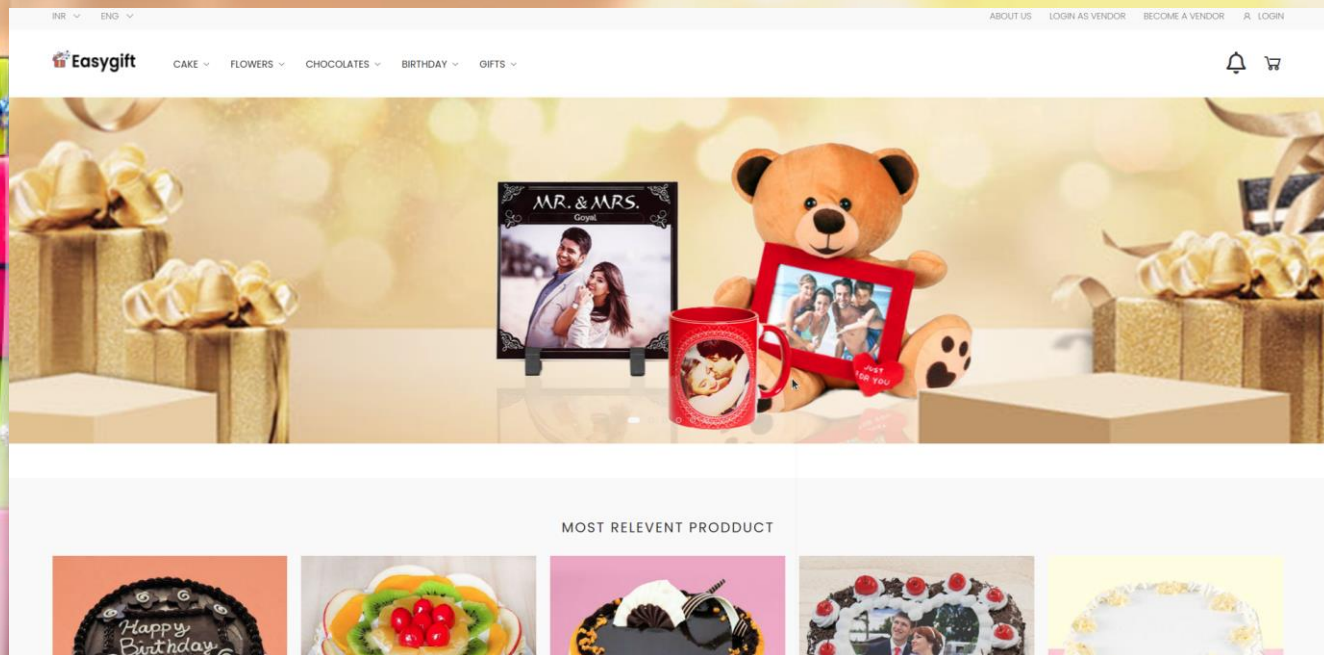 INR ENG ABOUT US LOGIN AS VENDOR BECOME A VENDOR LOGIN
Easygift CAKE FLOWERS CHOCOLATES BIRTHDAY GIFTS
MR. & MRS.
Goyal
JUST
FOR YOU
MOST RELEVENT PRODDUCT
Happy
Birthday